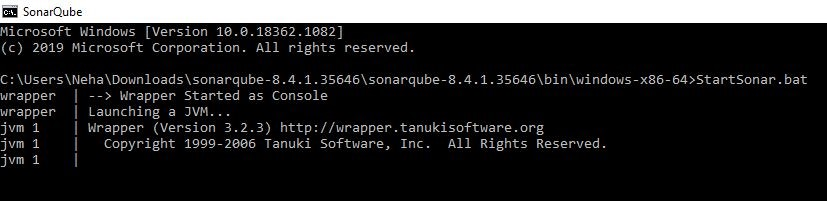 SonarQube
Microsoft Windows [Version 10.0.18362.1082]
(c) 2019 Microsoft Corporation. All rights reserved.
C:\Users\Neha\Downloads\sonarqube-8.4.1.35646\sonarqube-8.4.1.35646\bin\windows-x86-64>StartSonar.bat
wrapper  | --> Wrapper Started as Console
wrapper  | Launching a JVM...
jvm 1    | Wrapper (Version 3.2.3) http://wrapper.tanukisoftware.org
jvm 1    |   Copyright 1999-2006 Tanuki Software, Inc.  All Rights Reserved.
jvm 1    |